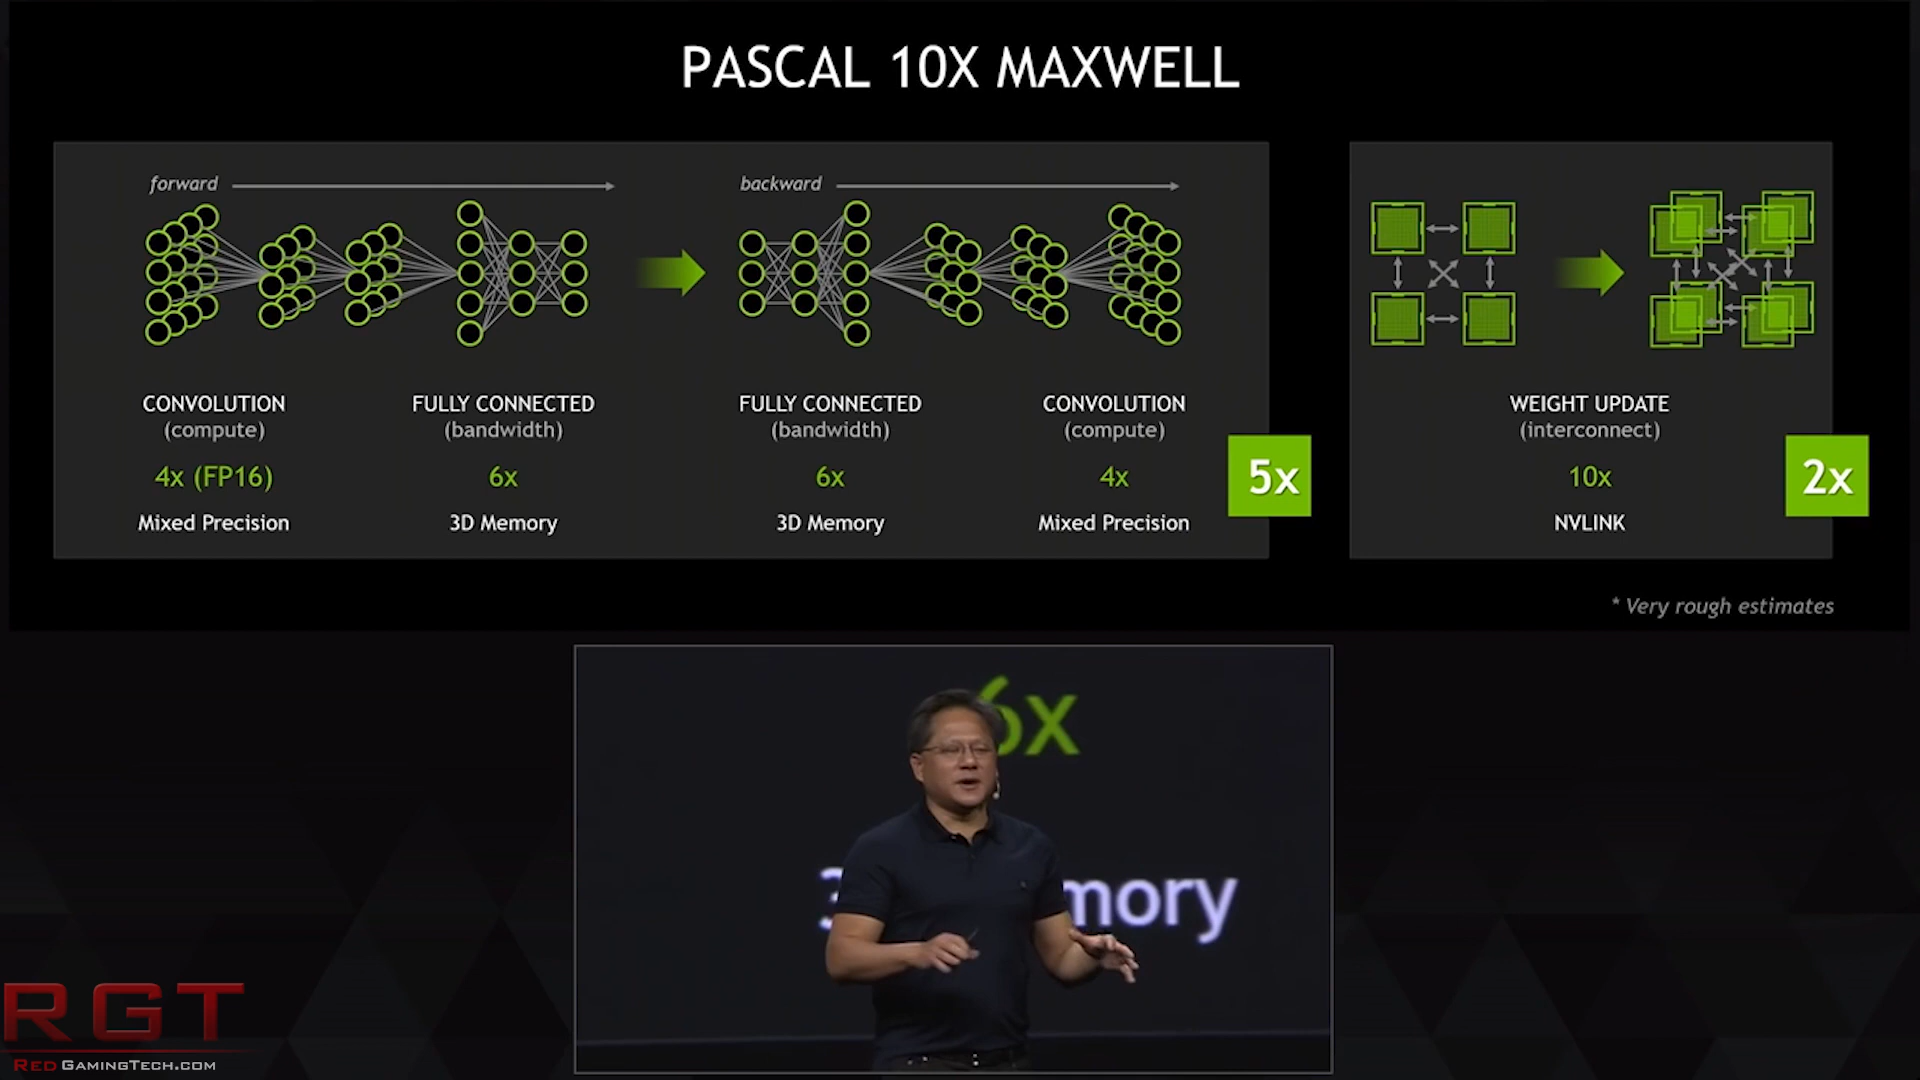 PASCAL 10X MAXWELL
forward
backward
CONVOLUTION
(compute)
4x (FP16)
Mixed Precision
FULLY CONNECTED
(bandwidth)
6x
3D Memory
FULLY CONNECTED
(bandwidth)
6x
3D Memory
CONVOLUTION
(compute)
4x
Mixed Precision
5x
WEIGHT UPDATE
(interconnect)
10x
NVLINK
2x
* Very rough estimates
6x
3 mory
RGT
REDGAMINGTECH.COM